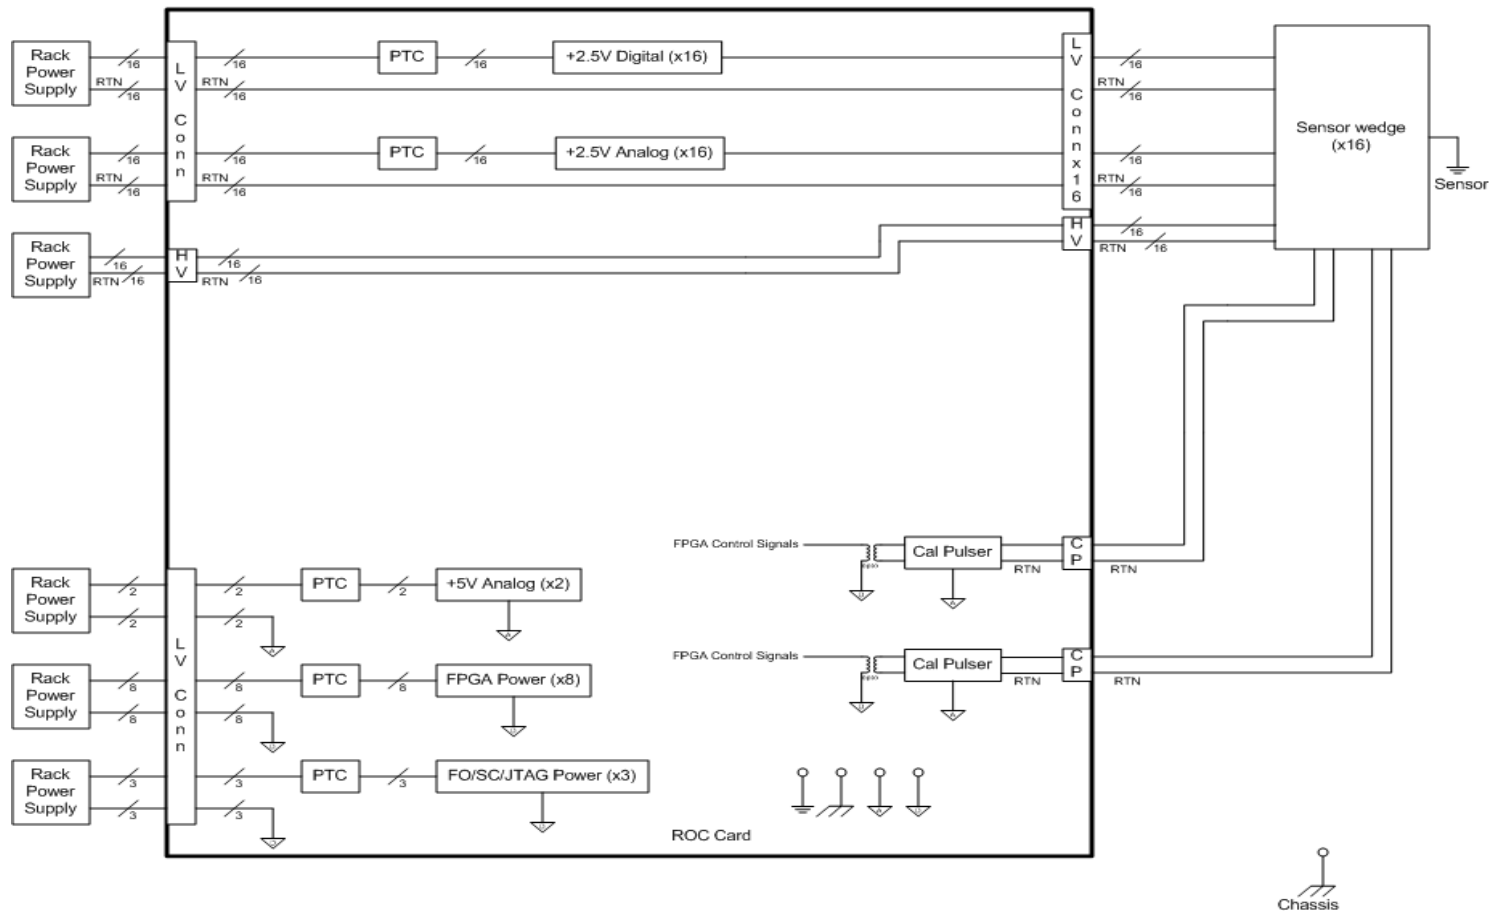 Rack
Power
Supply
16
RTN
16
L
V
C
o
n
n
16
RTN
16
PTC
16
+2.5V Digital (x16)
L
V
C
o
n
n
x
1
6
16
RTN
16
Sensor wedge
(x16)
Sensor
Rack
Power
Supply
16
RTN
16
16
RTN
16
PTC
16
+2.5V Analog (x16)
16
RTN
16
Rack
Power
Supply
16
RTN 16
H
V
16
RTN 16
H
V
16
RTN 16
FPGA Control Signals
Cal Pulser
A
RTN
C
P
RTN
Rack
Power
Supply
2
2
L
V
C
o
n
n
2
2
A
PTC
2
+5V Analog (x2)
A
FPGA Control Signals
Cal Pulser
A
RTN
C
P
RTN
Rack
Power
Supply
8
8
8
8
PTC
8
FPGA Power (x8)
Rack
Power
Supply
3
3
3
3
PTC
3
FO/SC/JTAG Power (x3)
A
ROC Card
Chassis